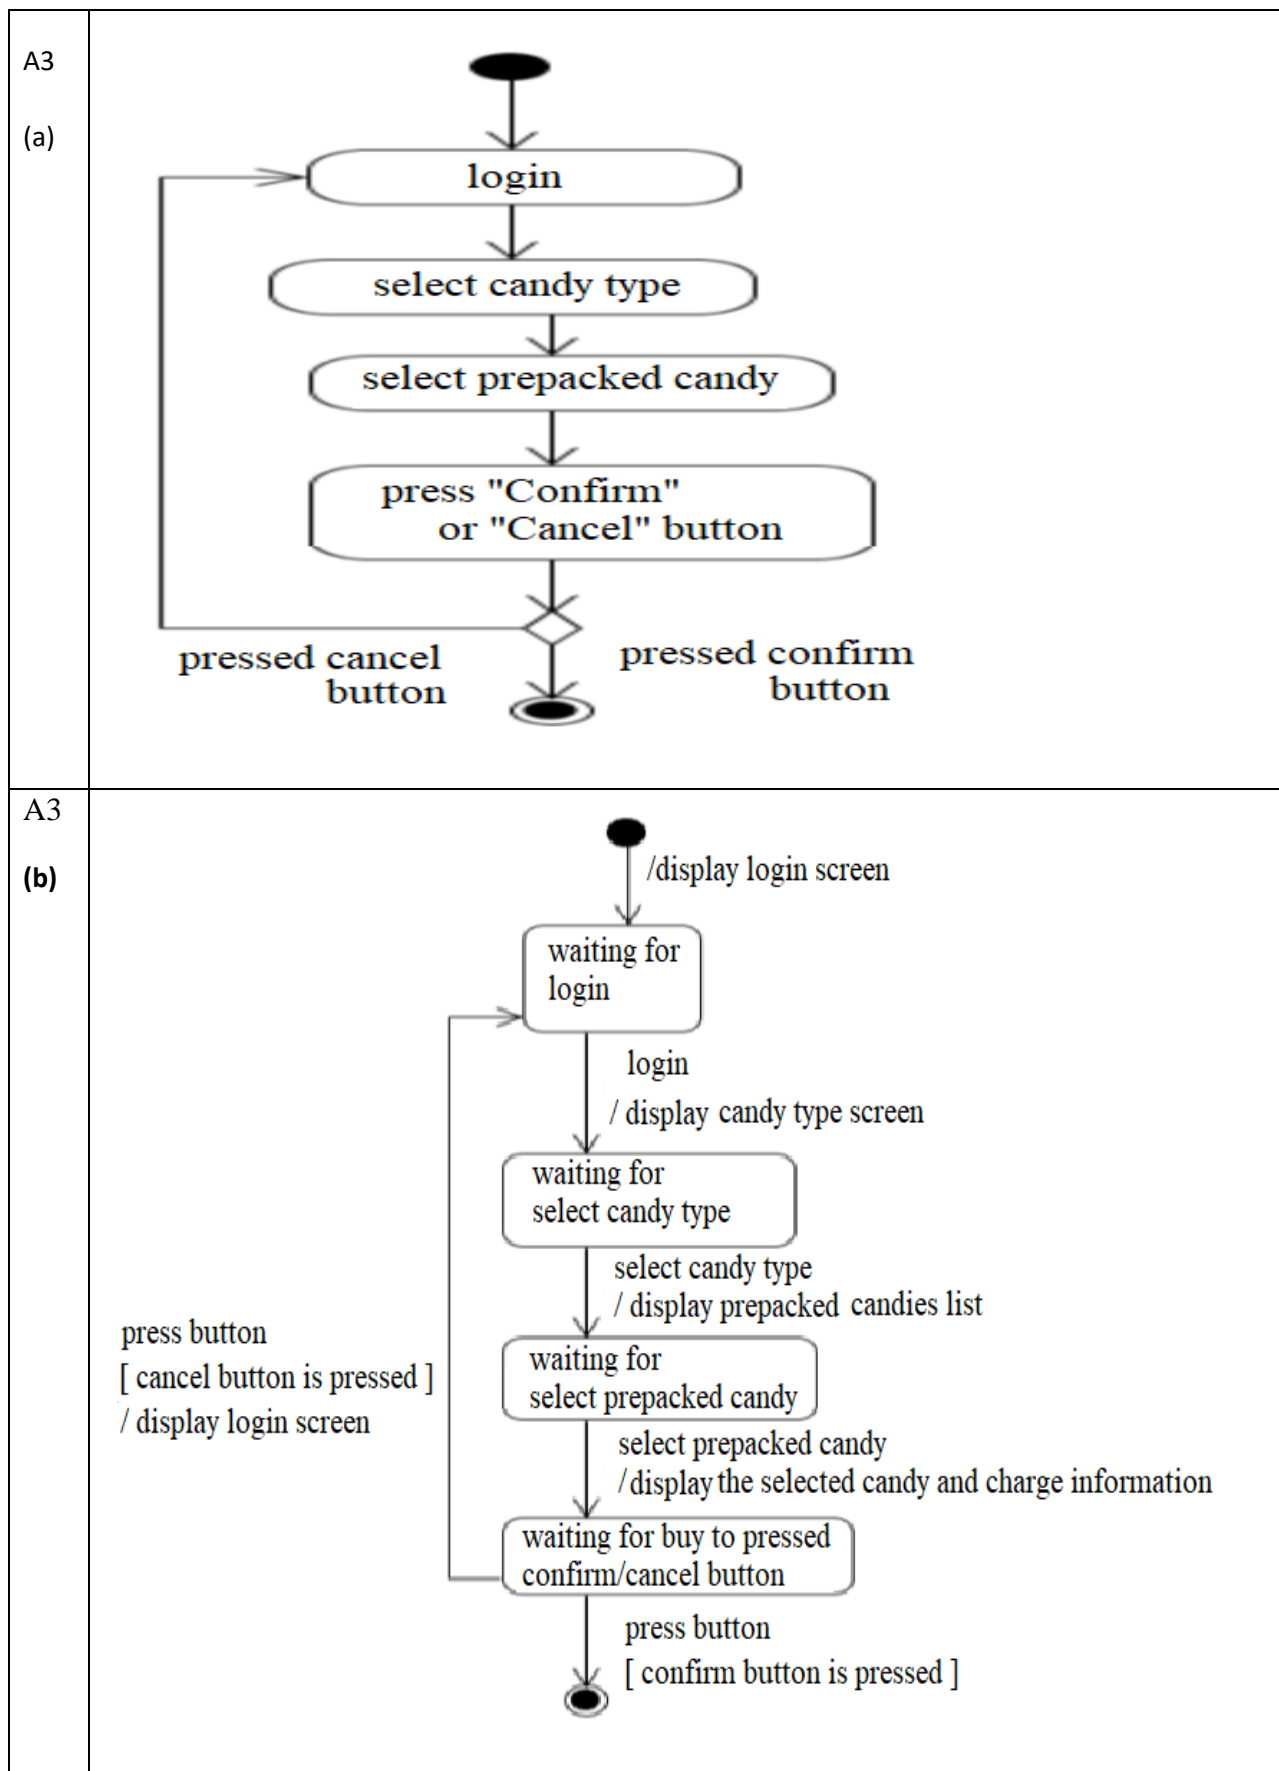 A3
(a)
login
select candy type
select prepacked candy
press "Confirm"
or "Cancel" button
pressed cancel
button
pressed confirm
button
A3
(b)
/display login screen
waiting for
login
login
/ display candy type screen
waiting for
select candy type
select candy type
/ display prepacked candies list
press button
[ cancel button is pressed ]
/ display login screen
waiting for
select prepacked candy
select prepacked candy
/display the selected candy and charge information
waiting for buy to pressed
confirm/cancel button
press button
[ confirm button is pressed ]